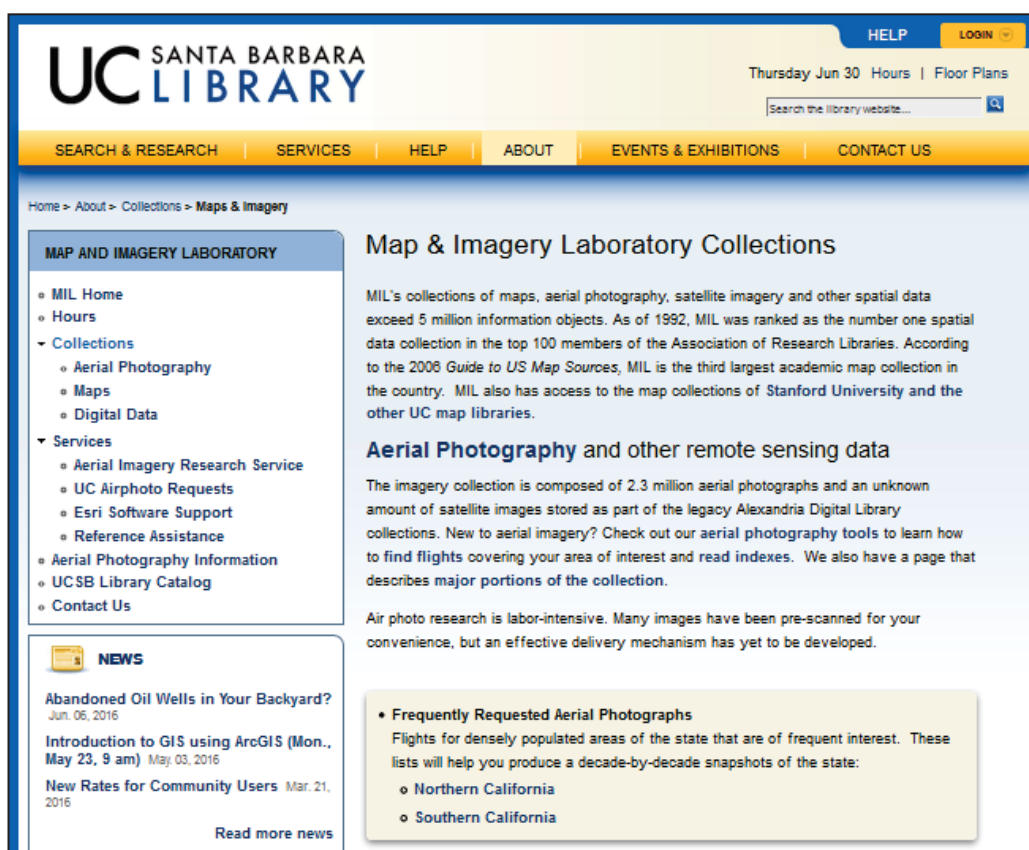 HELP
LOGIN
UC SANTA BARBARA
LIBRARY
Thursday Jun 30 Hours | Floor Plans
Search the library website...
SEARCH & RESEARCH
SERVICES
HELP
ABOUT
EVENTS & EXHIBITIONS
CONTACT US
Home > About > Collections > Maps & Imagery
MAP AND IMAGERY LABORATORY
MIL Home
Hours
Collections
Aerial Photography
Maps
Digital Data
Services
Aerial Imagery Research Service
UC Airphoto Requests
Esri Software Support
Reference Assistance
Aerial Photography Information
UCSB Library Catalog
Contact Us
NEWS
Abandoned Oil Wells in Your Backyard?
Jun. 06, 2016
Introduction to GIS using ArcGIS (Mon.,
May 23, 9 am) May. 03, 2016
New Rates for Community Users Mar. 21,
2016
Read more news
Map & Imagery Laboratory Collections
MIL's collections of maps, aerial photography, satellite imagery and other spatial data
exceed 5 million information objects. As of 1992, MIL was ranked as the number one spatial
data collection in the top 100 members of the Association of Research Libraries. According
to the 2006 Guide to US Map Sources, MIL is the third largest academic map collection in
the country. MIL also has access to the map collections of Stanford University and the
other UC map libraries.
Aerial Photography and other remote sensing data
The imagery collection is composed of 2.3 million aerial photographs and an unknown
amount of satellite images stored as part of the legacy Alexandria Digital Library
collections. New to aerial imagery? Check out our aerial photography tools to learn how
to find flights covering your area of interest and read indexes. We also have a page that
describes major portions of the collection.
Air photo research is labor-intensive. Many images have been pre-scanned for your
convenience, but an effective delivery mechanism has yet to be developed.
• Frequently Requested Aerial Photographs
Flights for densely populated areas of the state that are of frequent interest. These
lists will help you produce a decade-by-decade snapshots of the state:
Northern California
Southern California